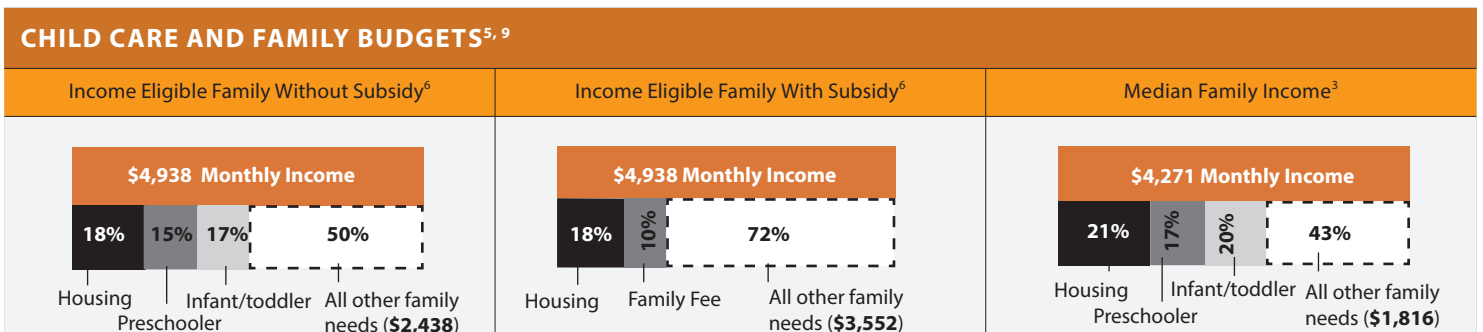 CHILD CARE AND FAMILY BUDGETS5, 9
Income Eligible Family Without Subsidy6
Income Eligible Family With Subsidy6
Median Family Income3
$4,938 Monthly Income
18% 15% 17% 50%
Housing
Preschooler
Infant/toddler
All other family
needs ($2,438)
$4,938 Monthly Income
18% 10% 72%
Housing
Family Fee
All other family
needs ($3,552)
$4,271 Monthly Income
21% 17% 20% 43%
Housing
Preschooler
Infant/toddler
All other family
needs ($1,816)